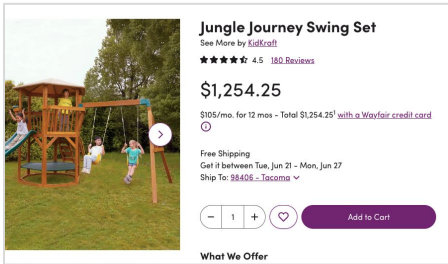 Jungle Journey Swing Set
See More by KidKraft
4.5 180 Reviews
$1,254.25
$105/mo. for 12 mos - Total $1,254.25¹ with a Wayfair credit card
Free Shipping
Get it between Tue, Jun 21 - Mon, Jun 27
Ship To: 98406 - Tacoma
− 1 + Add to Cart
What We Offer